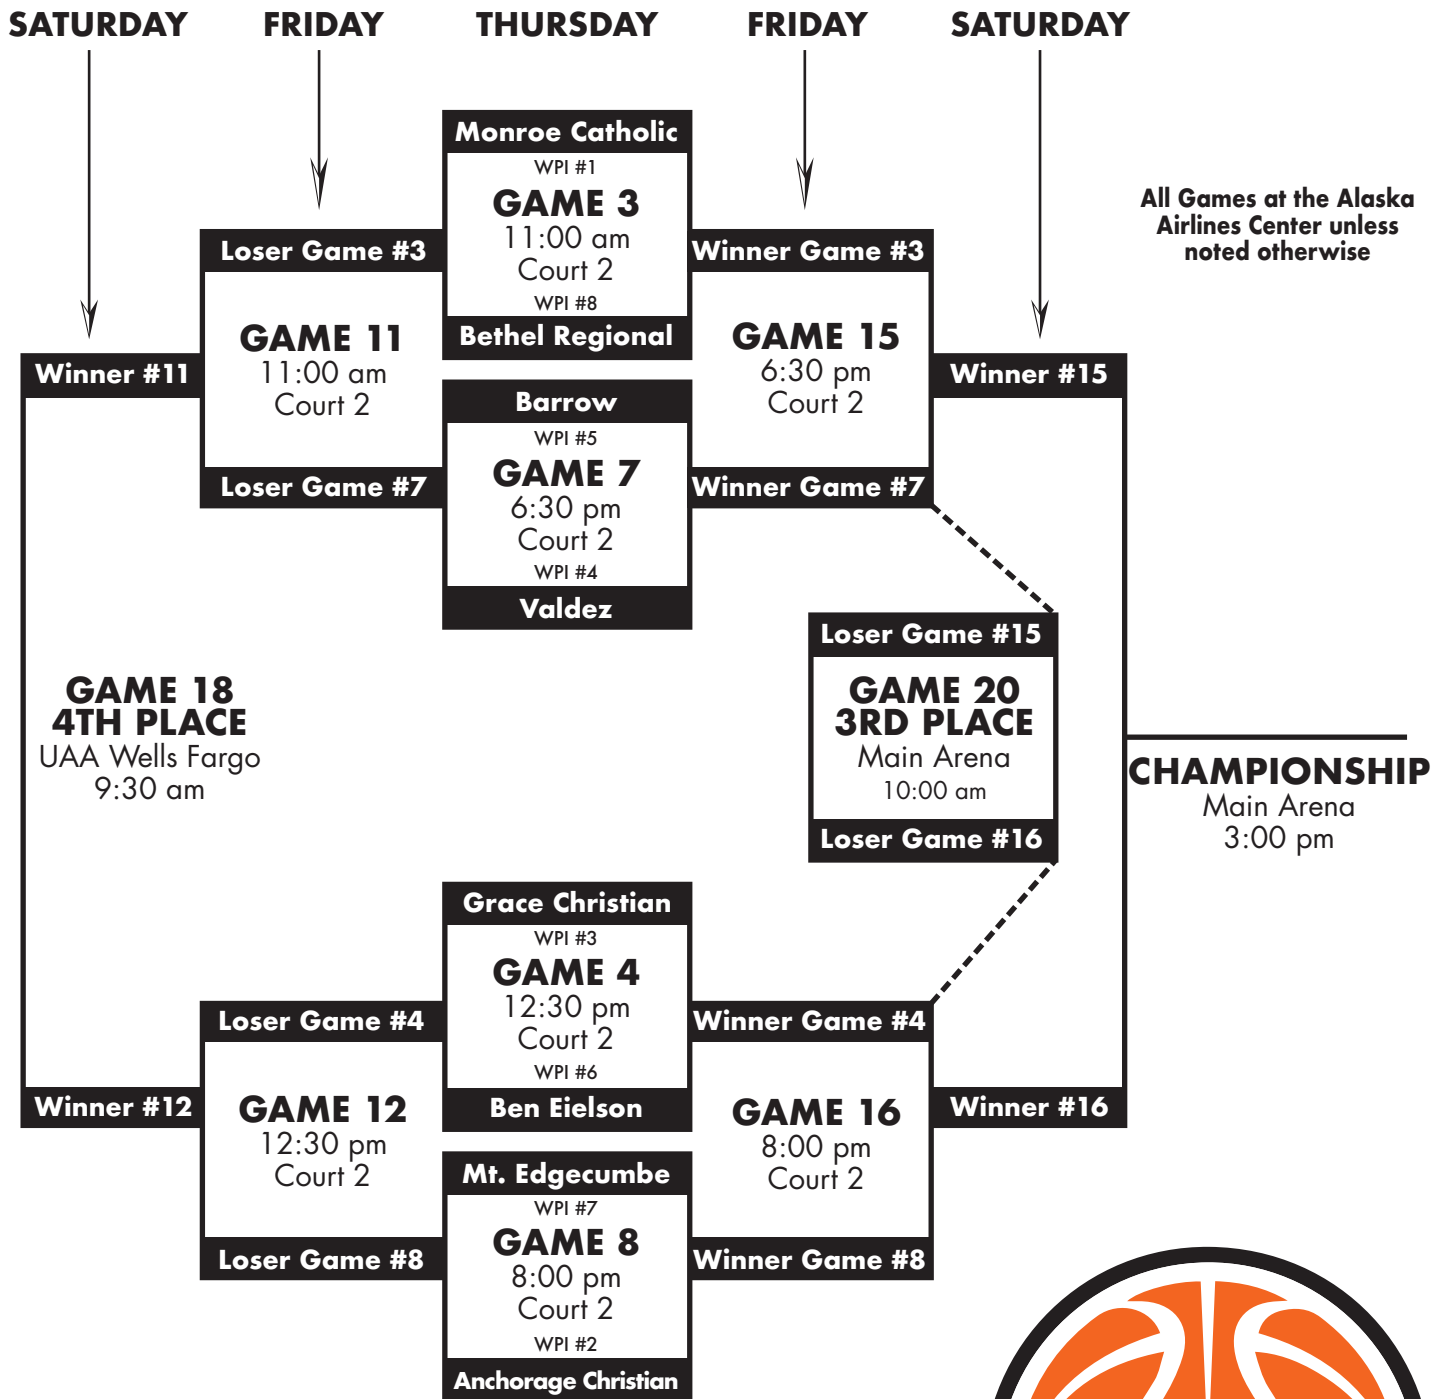 SATURDAY
FRIDAY
THURSDAY
FRIDAY
SATURDAY
All Games at the Alaska
Airlines Center unless
noted otherwise
Monroe Catholic
WPI #1
GAME 3
11:00 am
Court 2
WPI #8
Bethel Regional
Loser Game #3
GAME 11
11:00 am
Court 2
Loser Game #7
Winner Game #3
GAME 15
6:30 pm
Court 2
Winner Game #7
Winner #11
Winner #15
Barrow
WPI #5
GAME 7
6:30 pm
Court 2
WPI #4
Valdez
GAME 18
4TH PLACE
UAA Wells Fargo
9:30 am
Loser Game #15
GAME 20
3RD PLACE
Main Arena
10:00 am
Loser Game #16
CHAMPIONSHIP
Main Arena
3:00 pm
Grace Christian
WPI #3
GAME 4
12:30 pm
Court 2
WPI #6
Ben Eielson
Loser Game #4
GAME 12
12:30 pm
Court 2
Loser Game #8
Winner Game #4
GAME 16
8:00 pm
Court 2
Winner Game #8
Winner #12
Winner #16
Mt. Edgecumbe
WPI #7
GAME 8
8:00 pm
Court 2
WPI #2
Anchorage Christian